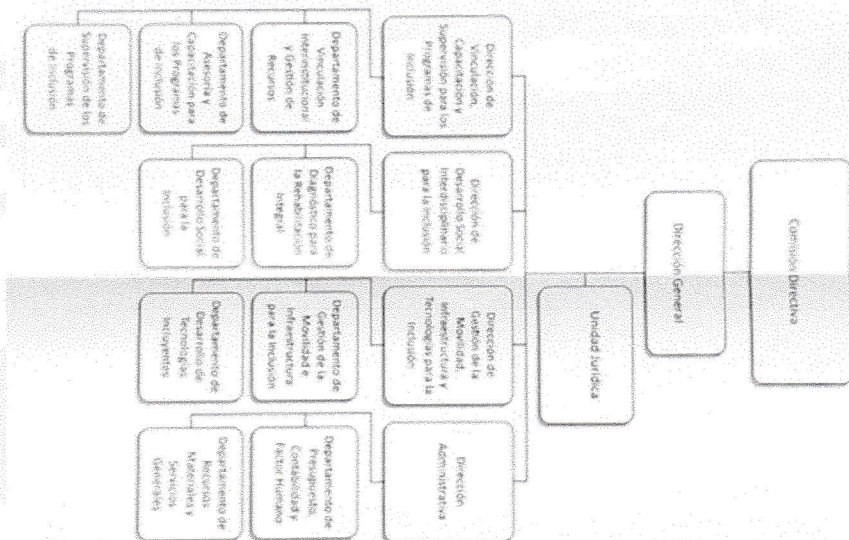 Comisión Directiva
Dirección General
Unidad Jurídica
Dirección de
Vinculación,
Capacitación y
Supervisión para los
Programas de
Inclusión
Departamento de
Vinculación
Interinstitucional
y Gestión de
Recursos
Departamento de
Asesoría y
Capacitación para
los Programas
de Inclusión
Departamento de
Supervisión de los
Programas
de Inclusión
Dirección de
Desarrollo Social
Interdisciplinario
para la Inclusión
Departamento de
Diagnóstico para
la Rehabilitación
Integral
Departamento de
Desarrollo Social
para la
Inclusión
Dirección de
Gestión de la
Movilidad,
Infraestructura y
Tecnologías para la
Inclusión
Departamento de
Gestión de la
Movilidad e
Infraestructura
para la Inclusión
Departamento de
Desarrollo de
Tecnologías
Incluyentes
Dirección
Administrativa
Departamento de
Presupuesto,
Contabilidad y
Factor Humano
Departamento de
Recursos
Materiales y
Servicios
Generales